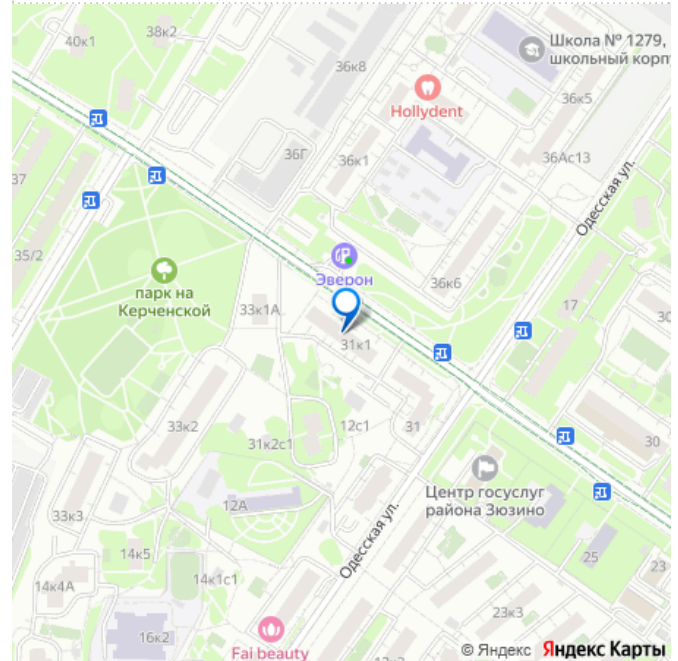 40к1
38к2
Школа № 1279,
школьный корп
36к8
Hollydent
36к5
36Г
36к1
36Ас13
37
Одесская ул.
35/2
парк на
Керченской
Эверон
36к6
33к1А
17
30
31к1
33к2
12с1
31
31к2с1
30
Центр госуслуг
района Зюзино
12А
33к3
Одесская ул.
14к5
25
23
14к4А
14к1с1
23к3
16к2
Fai beauty
© Яндекс Яндекс Карты